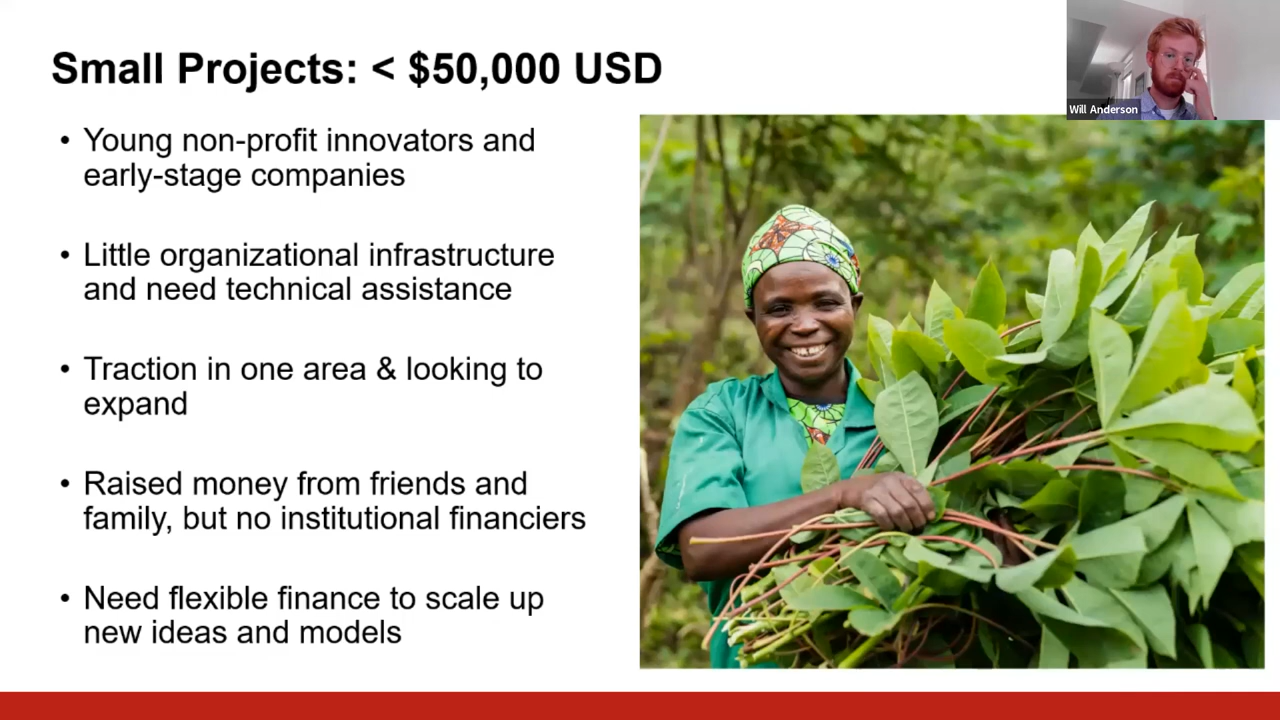 Small Projects: < $50,000 USD
Will Anderson
• Young non-profit innovators and
early-stage companies
• Little organizational infrastructure
and need technical assistance
• Traction in one area & looking to
expand
• Raised money from friends and
family, but no institutional financiers
• Need flexible finance to scale up
new ideas and models